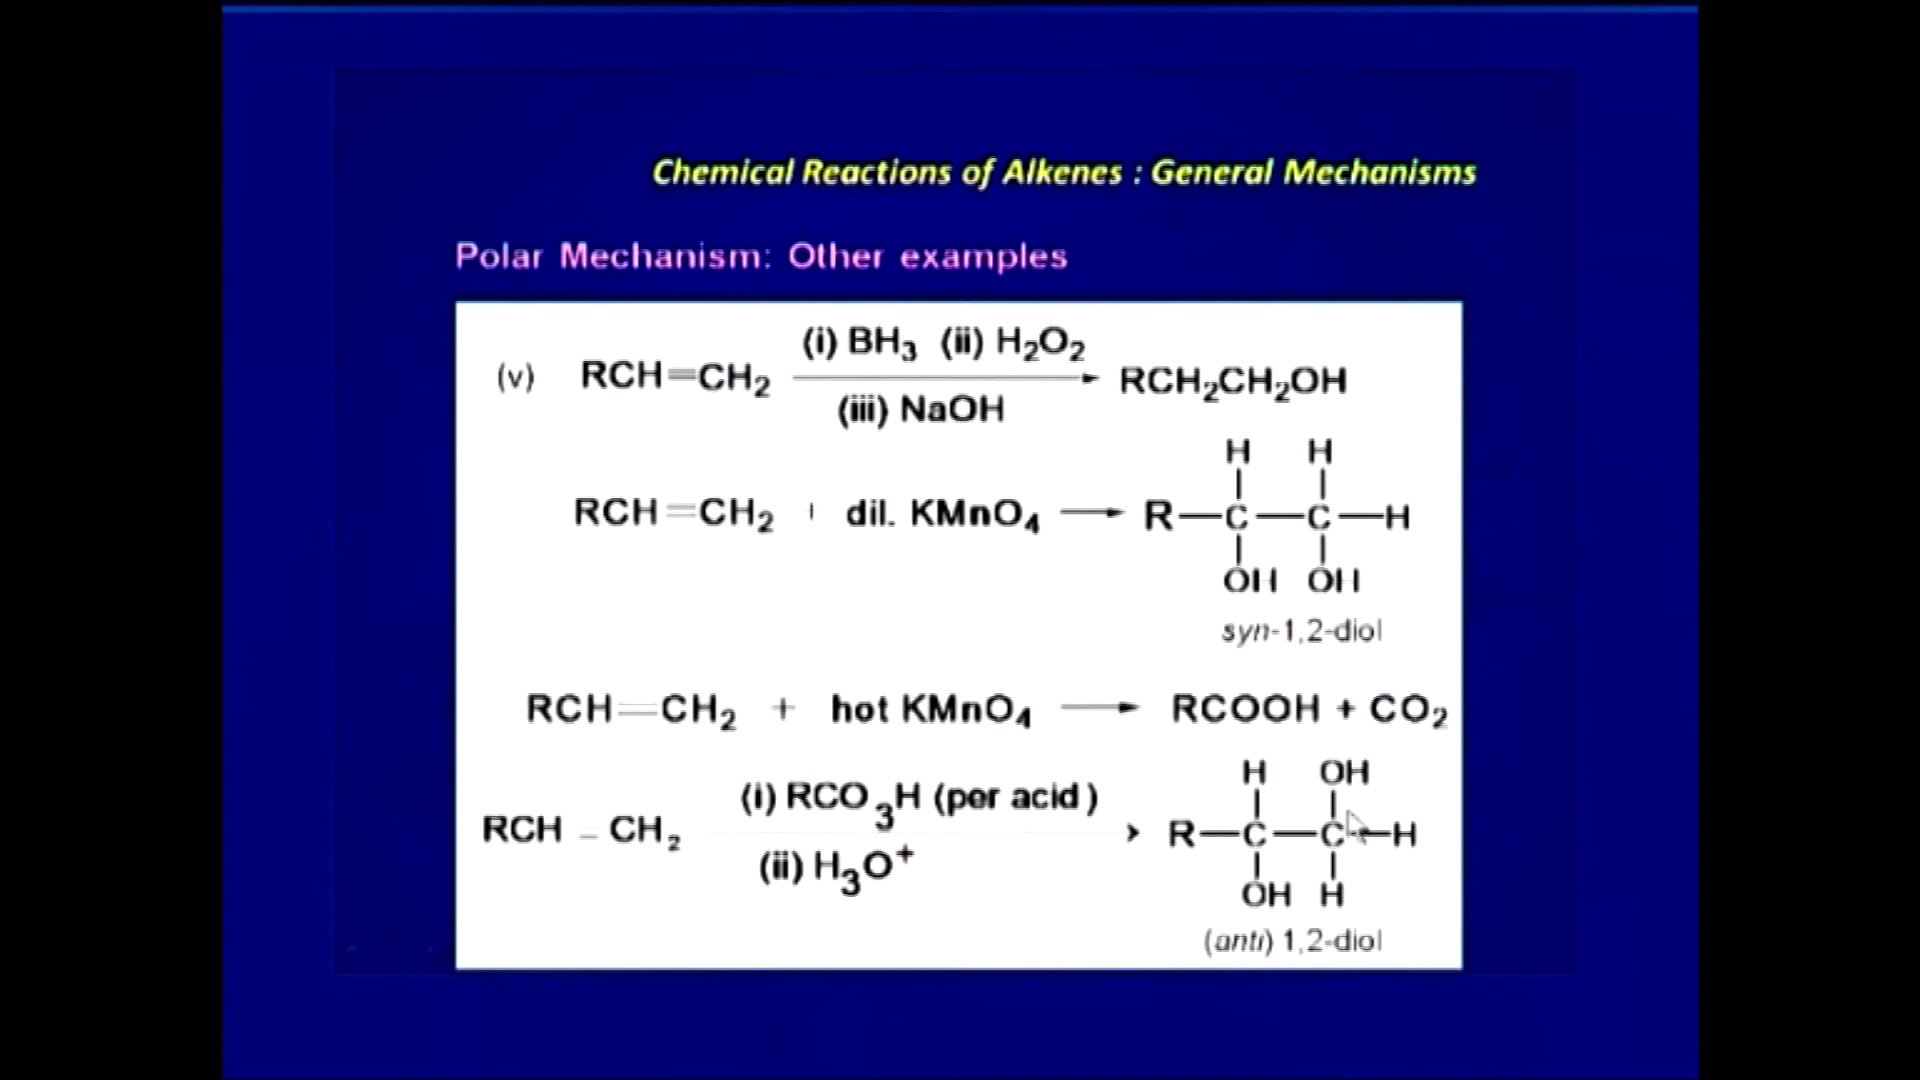 Chemical Reactions of Alkenes : General Mechanisms
Polar Mechanism: Other examples
(i) BH3 (ii) H2O2
(v) RCH=CH2 → RCH2CH2OH
(iii) NaOH
H H
RCH=CH2 + dil. KMnO4 → R—C—C—H
OH OH
syn-1,2-diol
RCH=CH2 + hot KMnO4 → RCOOH + CO2
H OH
(i) RCO3H (per acid)
RCH=CH2 → R—C—C—H
(ii) H3O+
OH H
(anti) 1,2-diol